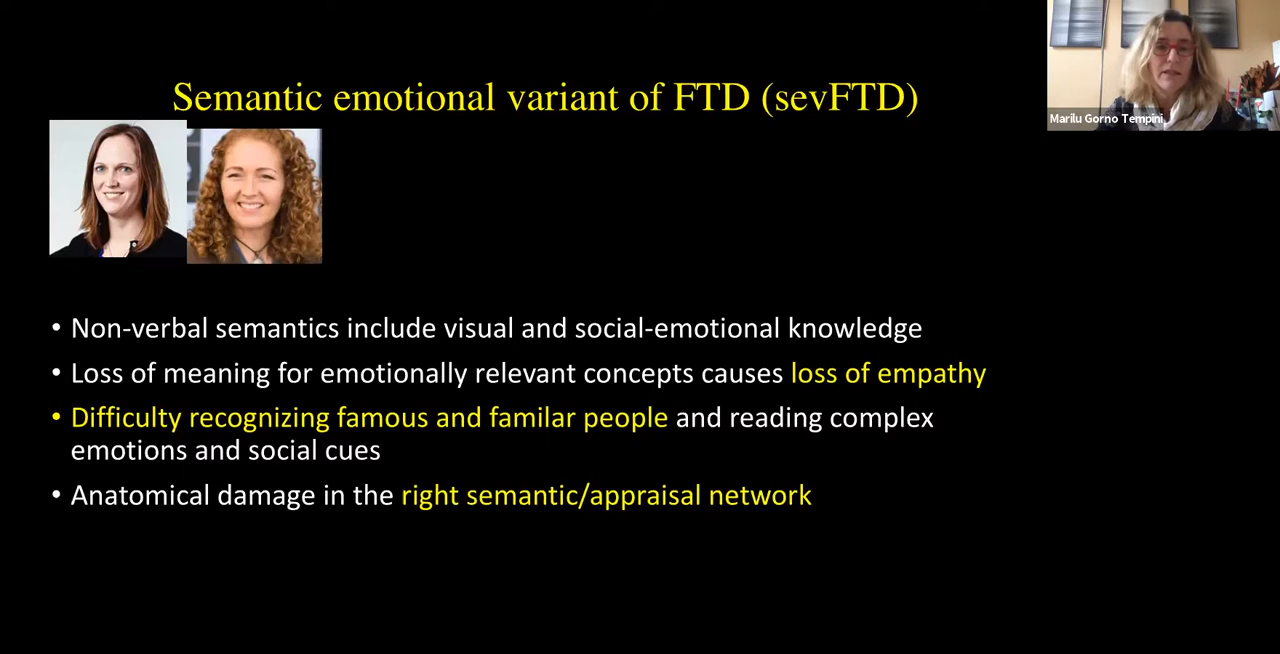 Semantic emotional variant of FTD (sevFTD)
Marilu Gorno Tempini
• Non-verbal semantics include visual and social-emotional knowledge
• Loss of meaning for emotionally relevant concepts causes loss of empathy
• Difficulty recognizing famous and familar people and reading complex
emotions and social cues
• Anatomical damage in the right semantic/appraisal network